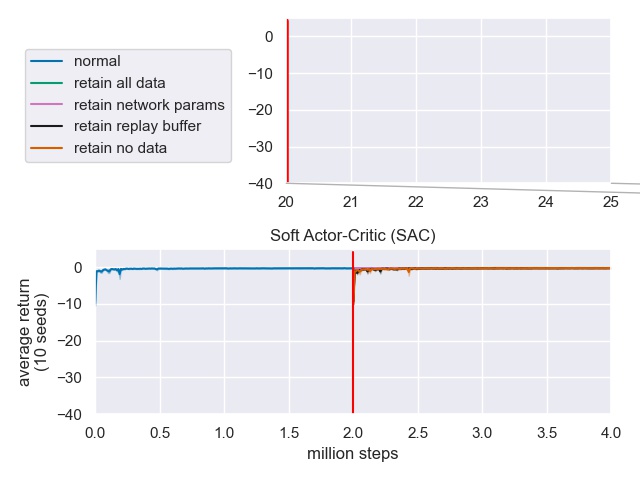 normal
retain all data
retain network params
retain replay buffer
retain no data
0
−10
−20
−30
−40
20 21 22 23 24 25
Soft Actor-Critic (SAC)
average return
(10 seeds)
0
−10
−20
−30
−40
0.0 0.5 1.0 1.5 2.0 2.5 3.0 3.5 4.0
million steps